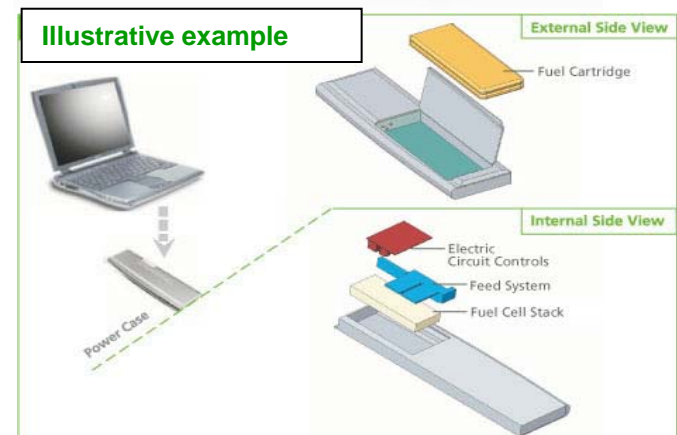 Illustrative example
External Side View
Fuel Cartridge
Internal Side View
Electric
Circuit Controls
Feed System
Fuel Cell Stack
Power Case